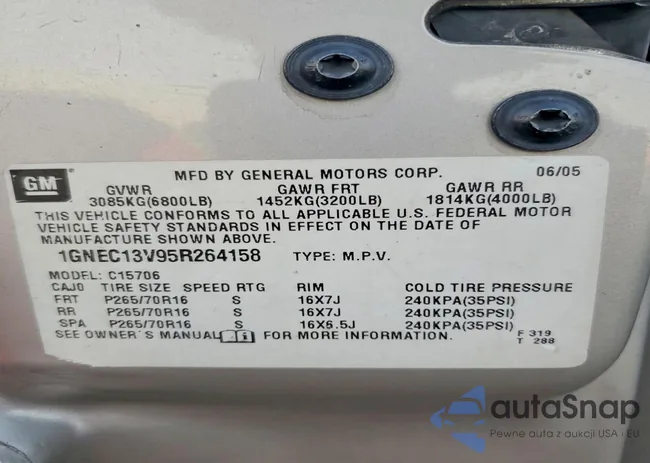 GM
MFD BY GENERAL MOTORS CORP. 06/05
GVWR GAWR FRT GAWR RR
3085KG(6800LB) 1452KG(3200LB) 1814KG(4000LB)
THIS VEHICLE CONFORMS TO ALL APPLICABLE U.S. FEDERAL MOTOR
VEHICLE SAFETY STANDARDS IN EFFECT ON THE DATE OF
MANUFACTURE SHOWN ABOVE.
1GNEC13V95R264158 TYPE: M.P.V.
MODEL: C15706
CAJ0 TIRE SIZE SPEED RTG RIM COLD TIRE PRESSURE
FRT P265/70R16 S 16X7J 240KPA(35PSI)
RR P265/70R16 S 16X7J 240KPA(35PSI)
SPA P265/70R16 S 16X6.5J 240KPA(35PSI)
SEE OWNER'S MANUAL FOR MORE INFORMATION. F 319
T 288
autaSnap
Pewne auta z aukcji USA i EU